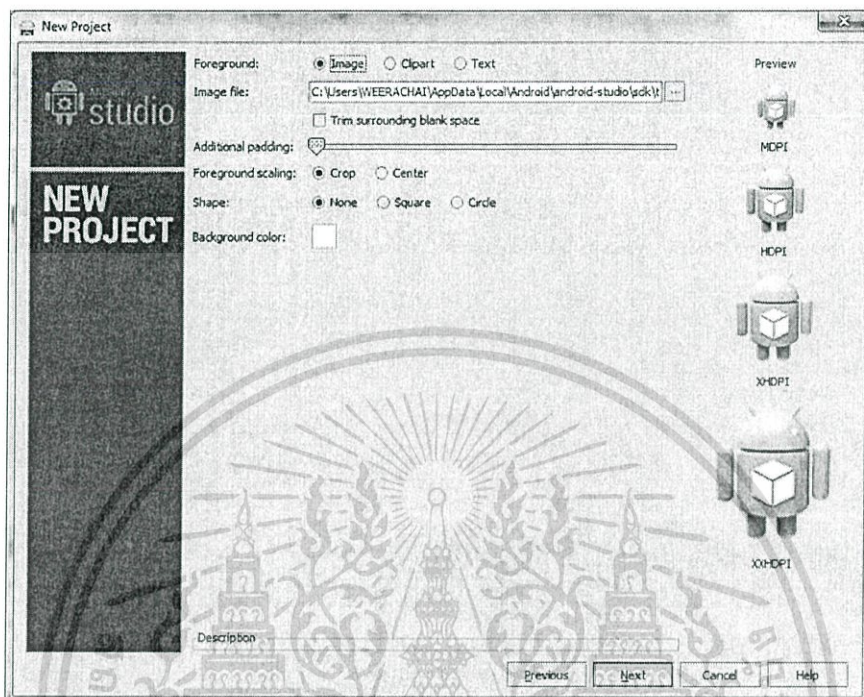 New Project
studio
NEW
PROJECT
Foreground: Image Clipart Text
Image file: C:\Users\WEERACHAI\AppData\Local\Android\android-studio\sdk\t ...
Trim surrounding blank space
Additional padding:
Foreground scaling: Crop Center
Shape: None Square Circle
Background color:
Preview
MDPI
HDPI
XHDPI
XXHDPI
Description
Previous Next Cancel Help